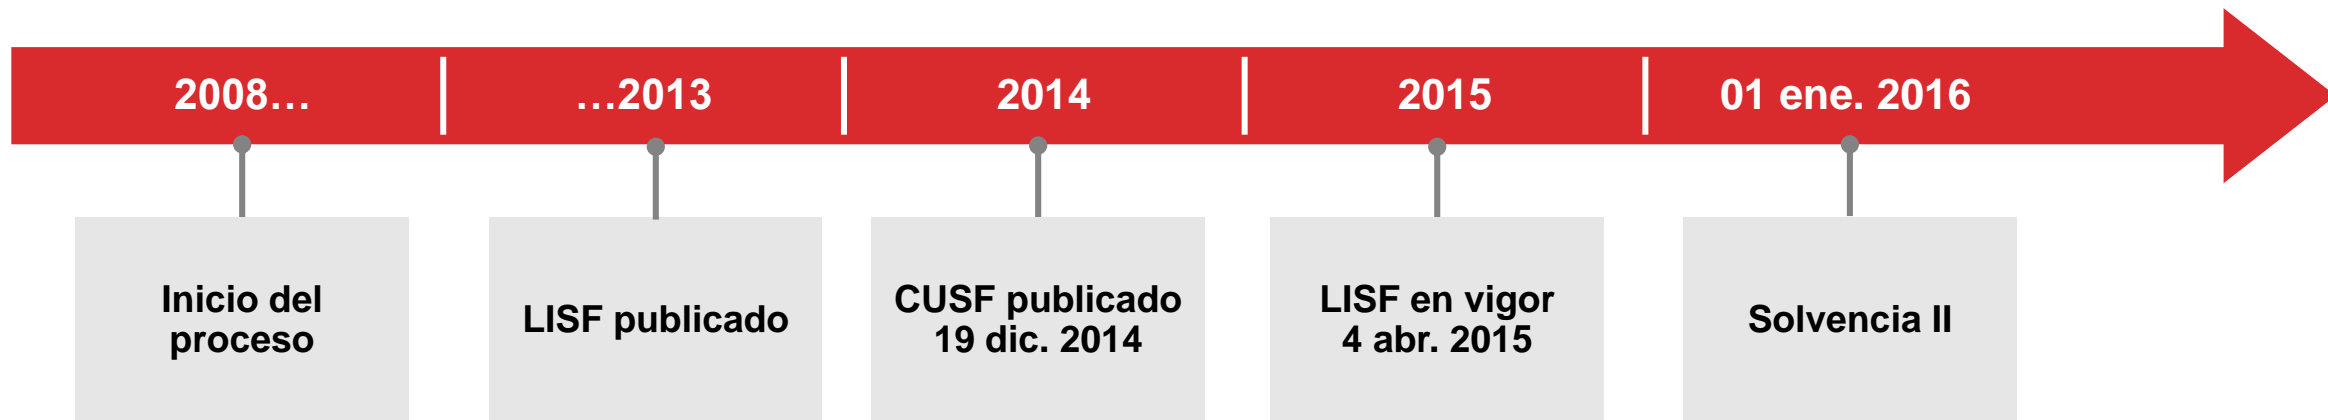 2008…
…2013
2014
2015
01 ene. 2016
Inicio del
proceso
LISF publicado
CUSF publicado
19 dic. 2014
LISF en vigor
4 abr. 2015
Solvencia II